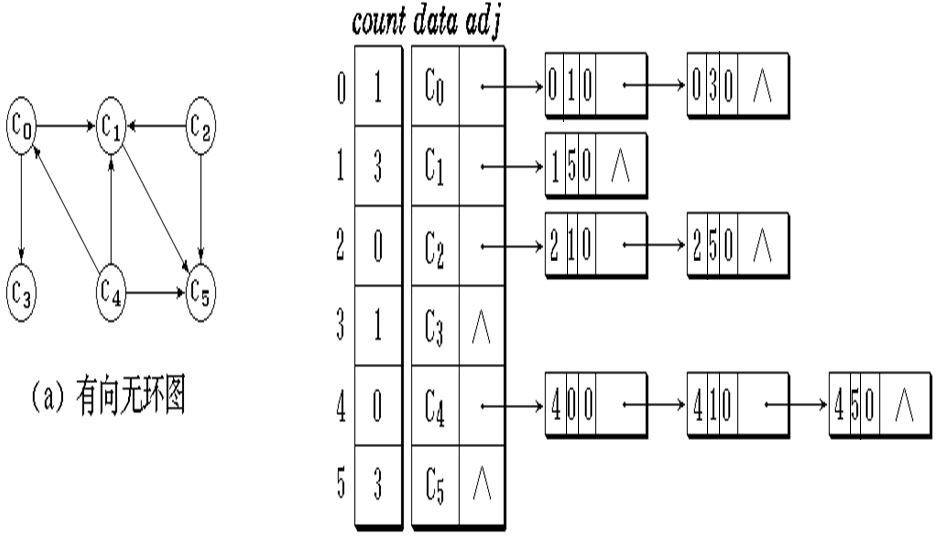 count data adj
0 1 C0 0 1 0 0 3 0 ∧
C0 C1 C2
1 3 C1 1 5 0 ∧
2 0 C2 2 1 0 2 5 0 ∧
C3 C4 C5
3 1 C3 ∧
(a) 有向无环图
4 0 C4 4 0 0 4 1 0 4 5 0 ∧
5 3 C5 ∧